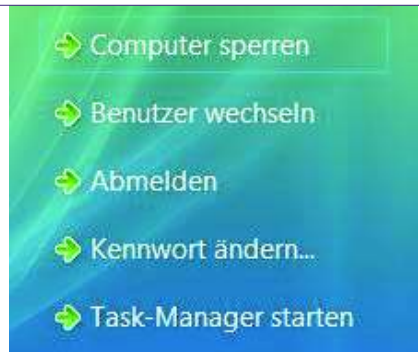 Computer sperren
Benutzer wechseln
Abmelden
Kennwort ändern...
Task-Manager starten